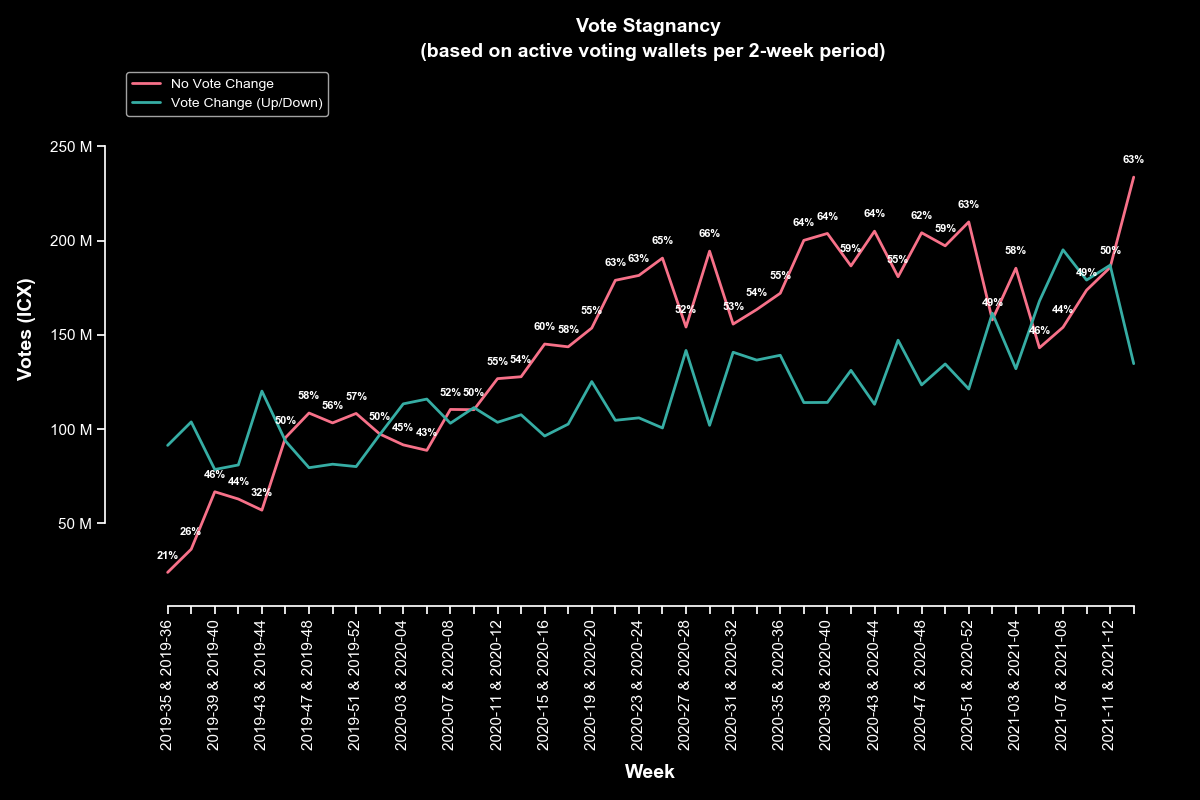 Vote Stagnancy
(based on active voting wallets per 2-week period)
No Vote Change
Vote Change (Up/Down)
250 M
200 M
150 M
100 M
50 M
Votes (ICX)
21%
26%
46%
44%
32%
50%
58%
56%
57%
50%
45%
43%
52%
50%
55%
54%
60%
58%
55%
63%
63%
65%
52%
66%
53%
54%
55%
64%
64%
59%
64%
55%
62%
59%
63%
49%
58%
46%
44%
49%
50%
63%
2019-35 & 2019-36
2019-39 & 2019-40
2019-43 & 2019-44
2019-47 & 2019-48
2019-51 & 2019-52
2020-03 & 2020-04
2020-07 & 2020-08
2020-11 & 2020-12
2020-15 & 2020-16
2020-19 & 2020-20
2020-23 & 2020-24
2020-27 & 2020-28
2020-31 & 2020-32
2020-35 & 2020-36
2020-39 & 2020-40
2020-43 & 2020-44
2020-47 & 2020-48
2020-51 & 2020-52
2021-03 & 2021-04
2021-07 & 2021-08
2021-11 & 2021-12
Week